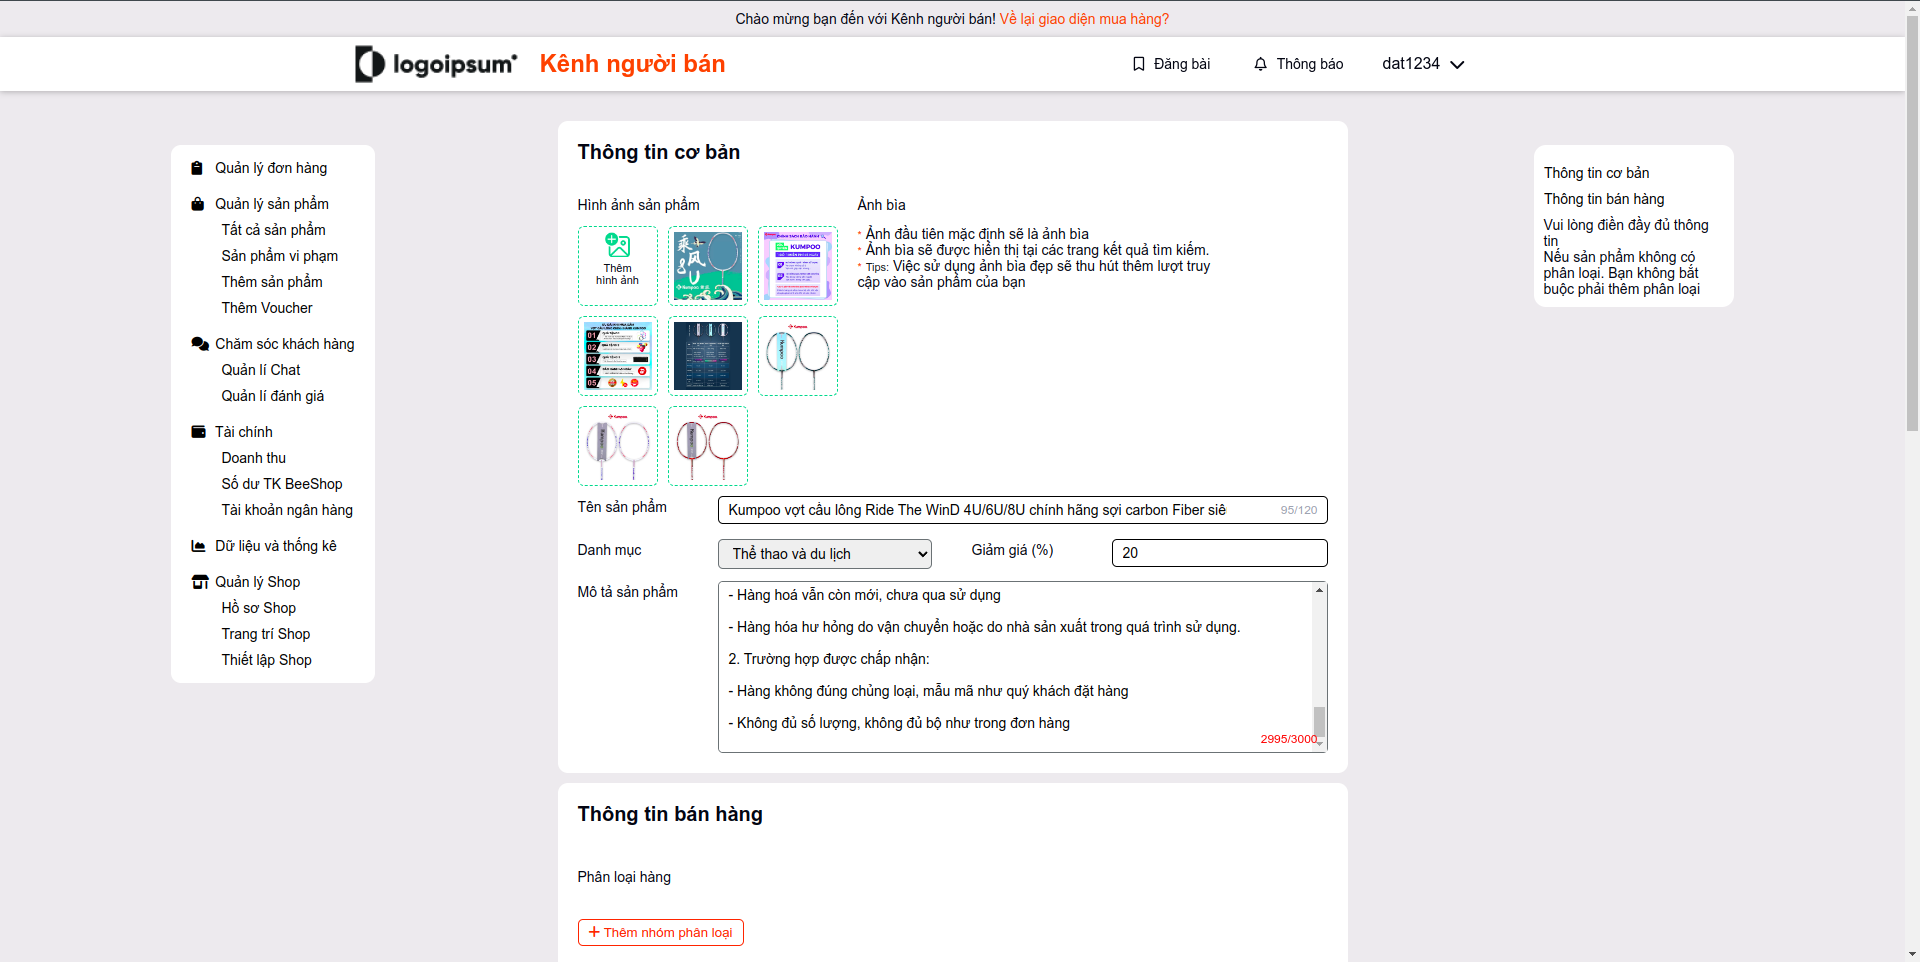 Chào mừng bạn đến với Kênh người bán! Về lại giao diện mua hàng?
logoipsum Kênh người bán
Đăng bài
Thông báo
dat1234
Quản lý đơn hàng
Quản lý sản phẩm
Tất cả sản phẩm
Sản phẩm vi phạm
Thêm sản phẩm
Thêm Voucher
Chăm sóc khách hàng
Quản lí Chat
Quản lí đánh giá
Tài chính
Doanh thu
Số dư TK BeeShop
Tài khoản ngân hàng
Dữ liệu và thống kê
Quản lý Shop
Hồ sơ Shop
Trang trí Shop
Thiết lập Shop
Thông tin cơ bản
Hình ảnh sản phẩm
Thêm
hình ảnh
KUMPOO
01
02
03
04
05
Kumpoo
Kumpoo
Kumpoo
Ảnh bìa
* Ảnh đầu tiên mặc định sẽ là ảnh bìa
* Ảnh bìa sẽ được hiển thị tại các trang kết quả tìm kiếm.
* Tips: Việc sử dụng ảnh bìa đẹp sẽ thu hút thêm lượt truy
cập vào sản phẩm của bạn
Tên sản phẩm
Kumpoo vợt cầu lông Ride The WinD 4U/6U/8U chính hãng sợi carbon Fiber siê
95/120
Danh mục
Thể thao và du lịch
Giảm giá (%)
20
Mô tả sản phẩm
- Hàng hoá vẫn còn mới, chưa qua sử dụng
- Hàng hóa hư hỏng do vận chuyển hoặc do nhà sản xuất trong quá trình sử dụng.
2. Trường hợp được chấp nhận:
- Hàng không đúng chủng loại, mẫu mã như quý khách đặt hàng
- Không đủ số lượng, không đủ bộ như trong đơn hàng
2995/3000
Thông tin bán hàng
Phân loại hàng
+ Thêm nhóm phân loại
Thông tin cơ bản
Thông tin bán hàng
Vui lòng điền đầy đủ thông
tin
Nếu sản phẩm không có
phân loại. Bạn không bắt
buộc phải thêm phân loại